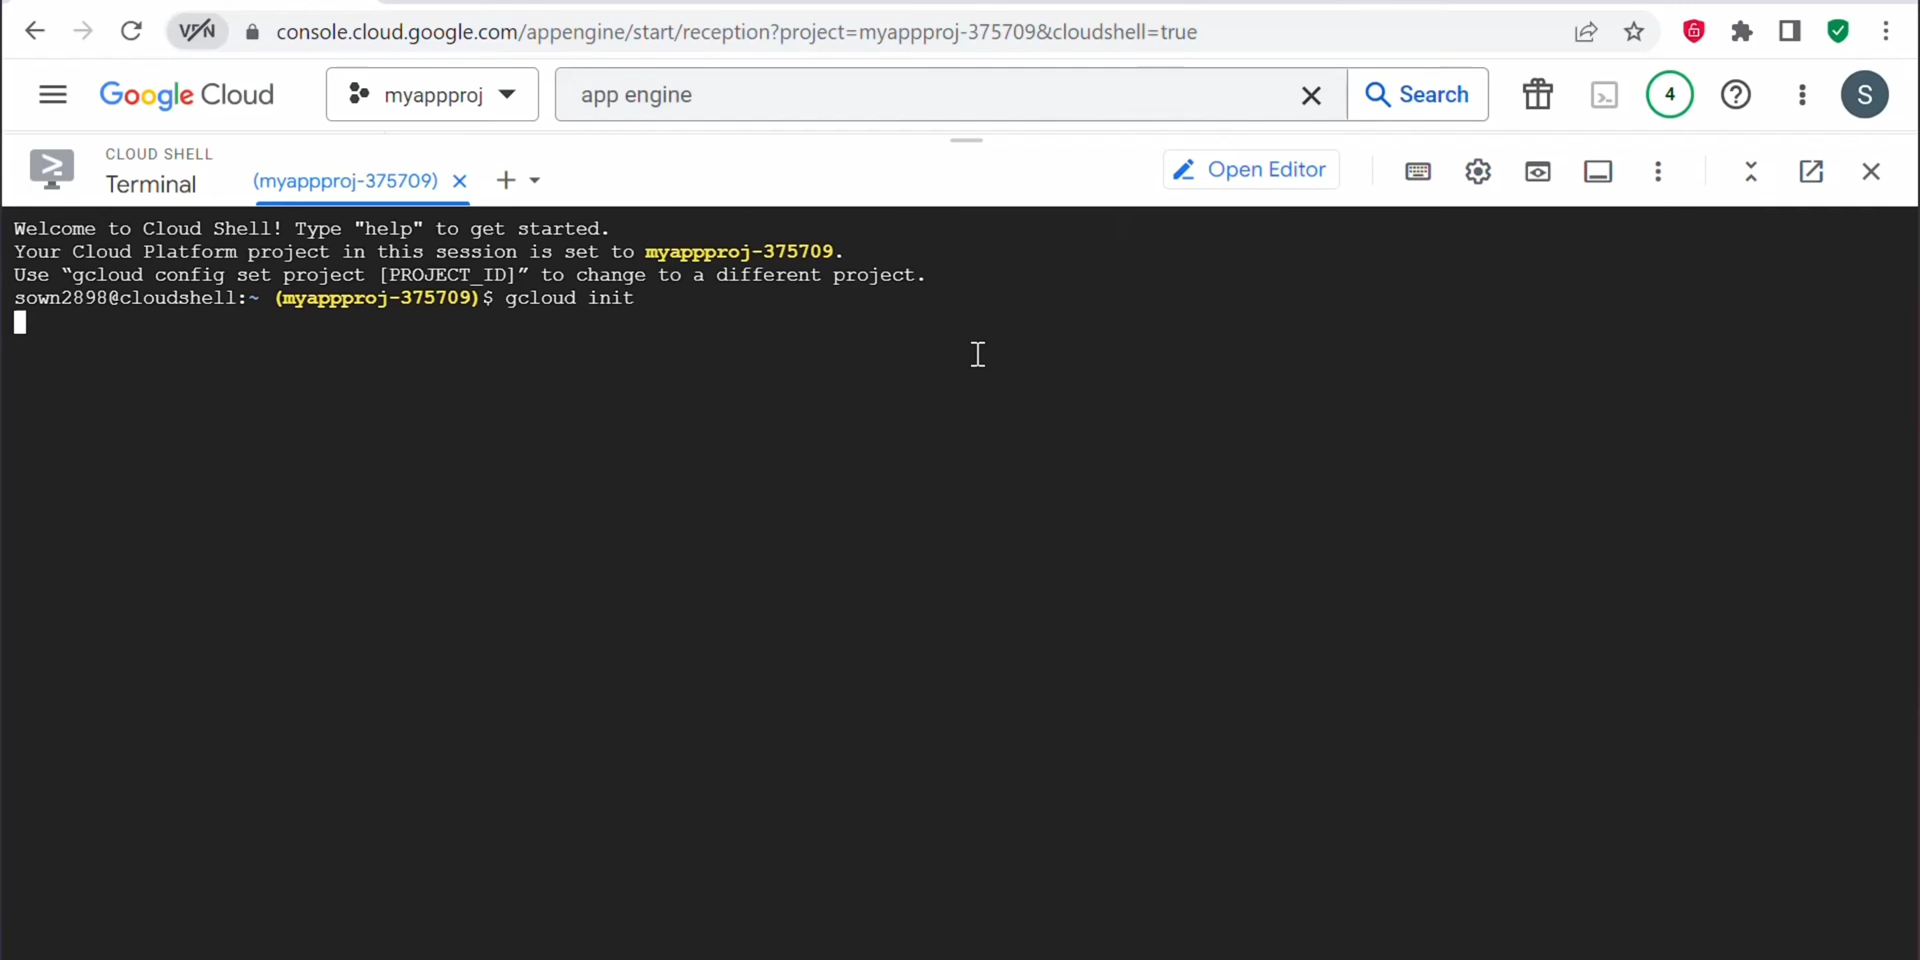 VPN console.cloud.google.com/appengine/start/reception?project=myappproj-375709&cloudshell=true
Google Cloud myappproj app engine Search 4 S
CLOUD SHELL
Terminal (myappproj-375709) Open Editor
Welcome to Cloud Shell! Type "help" to get started.
Your Cloud Platform project in this session is set to myappproj-375709.
Use “gcloud config set project [PROJECT_ID]” to change to a different project.
sown2898@cloudshell:~ (myappproj-375709)$ gcloud init